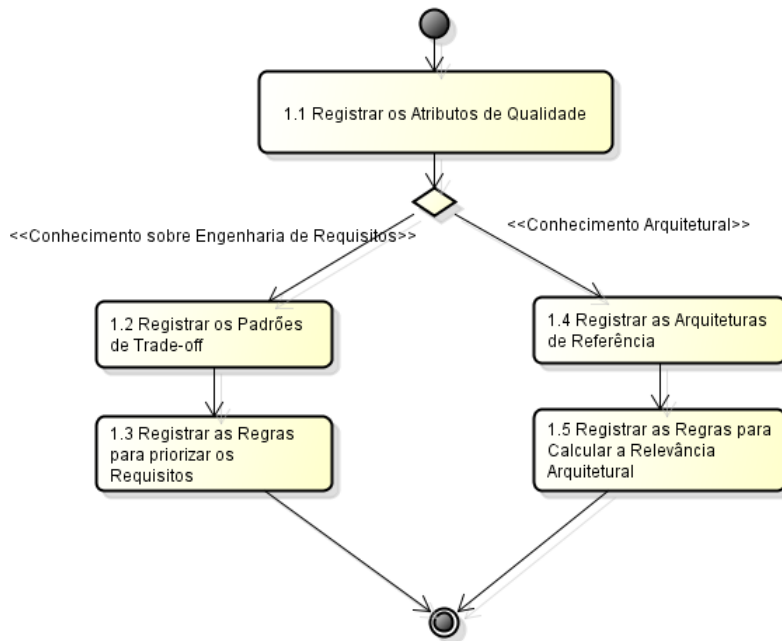 1.1 Registrar os Atributos de Qualidade
<<Conhecimento sobre Engenharia de Requisitos>>
<<Conhecimento Arquitetural>>
1.2 Registrar os Padrões
de Trade-off
1.4 Registrar as Arquiteturas
de Referência
1.3 Registrar as Regras
para priorizar os
Requisitos
1.5 Registrar as Regras para
Calcular a Relevância
Arquitetural